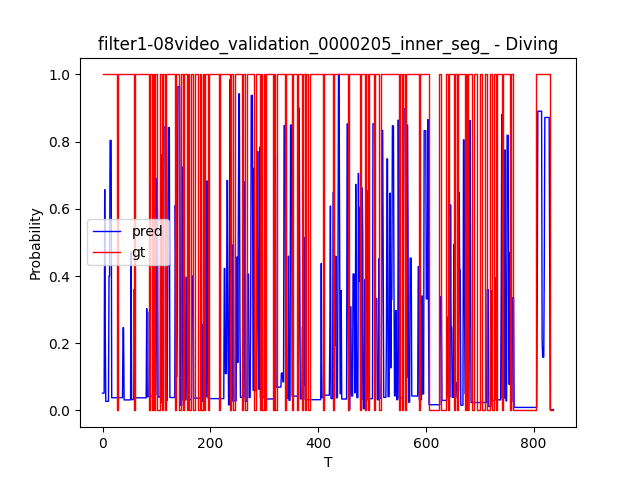 filter1-08video_validation_0000205_inner_seg_ - Diving
1.0
0.8
0.6
0.4
0.2
0.0
Probability
pred
gt
0
200
400
600
800
T